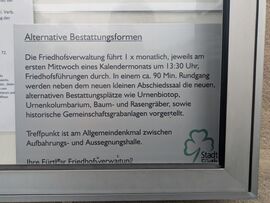 Alternative Bestattungsformen
Die Friedhofsverwaltung führt 1 x monatlich, jeweils am
ersten Mittwoch eines Kalendermonats um 13:30 Uhr,
Friedhofsführungen durch. In einem ca. 90 Min. Rundgang
werden neben dem neuen kleinen Abschiedssaal die neuen,
alternativen Bestattungsplätze wie Urnenbiotop,
Urnenkolumbarium, Baum- und Rasengräber, sowie
historische Gemeinschaftsgrabanlagen vorgestellt.
Treffpunkt ist am Allgemeindenkmal zwischen
Aufbahrungs- und Aussegnungshalle.
Ihre Fürther Friedhofsverwaltung
Stadt